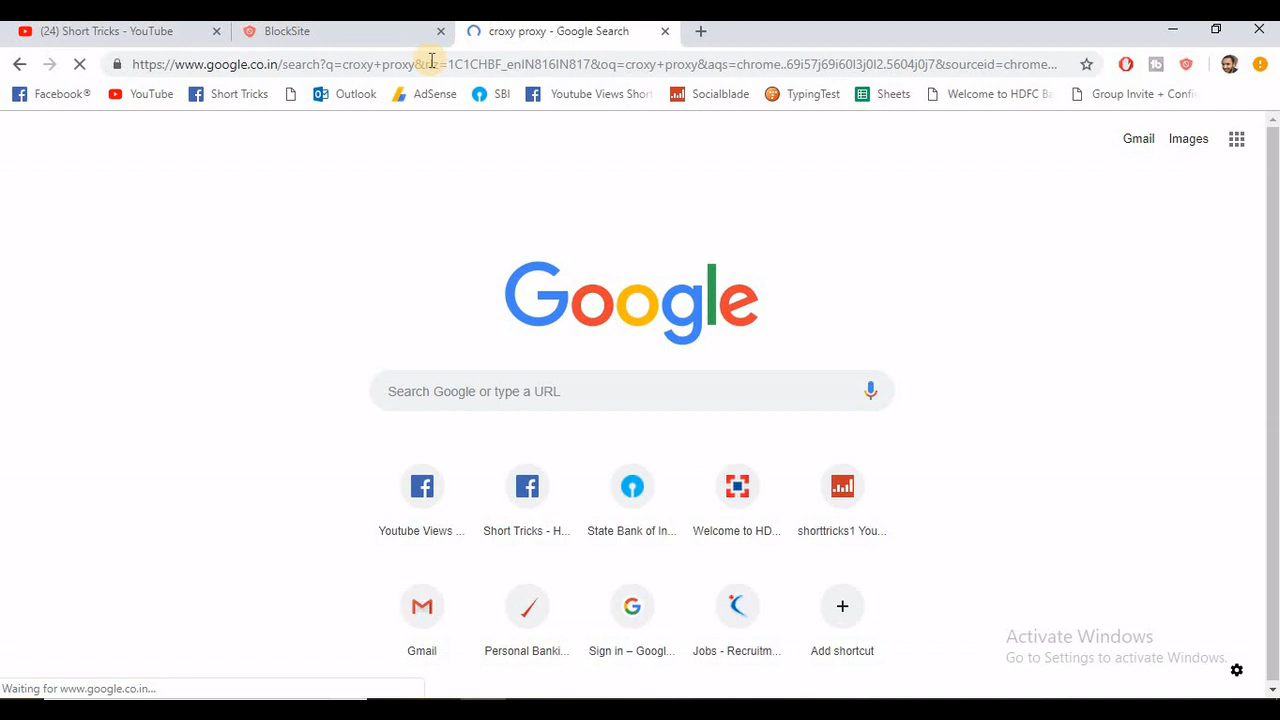 (24) Short Tricks - YouTube
BlockSite
croxy proxy - Google Search
https://www.google.co.in/search?q=croxy+proxy&rlz=1C1CHBF_enIN816IN817&oq=croxy+proxy&aqs=chrome..69i57j69i60l3j0l2.5604j0j7&sourceid=chrome...
Facebook®
YouTube
Short Tricks
Outlook
AdSense
SBI
Youtube Views Shor
Socialblade
TypingTest
Sheets
Welcome to HDFC Ba
Group Invite + Confi
Gmail
Images
Google
Search Google or type a URL
Youtube Views ...
Short Tricks - H...
State Bank of In...
Welcome to HD...
shorttricks1 You...
Gmail
Personal Banki...
Sign in – Googl...
Jobs - Recruitm...
Add shortcut
Activate Windows
Go to Settings to activate Windows.
Waiting for www.google.co.in...